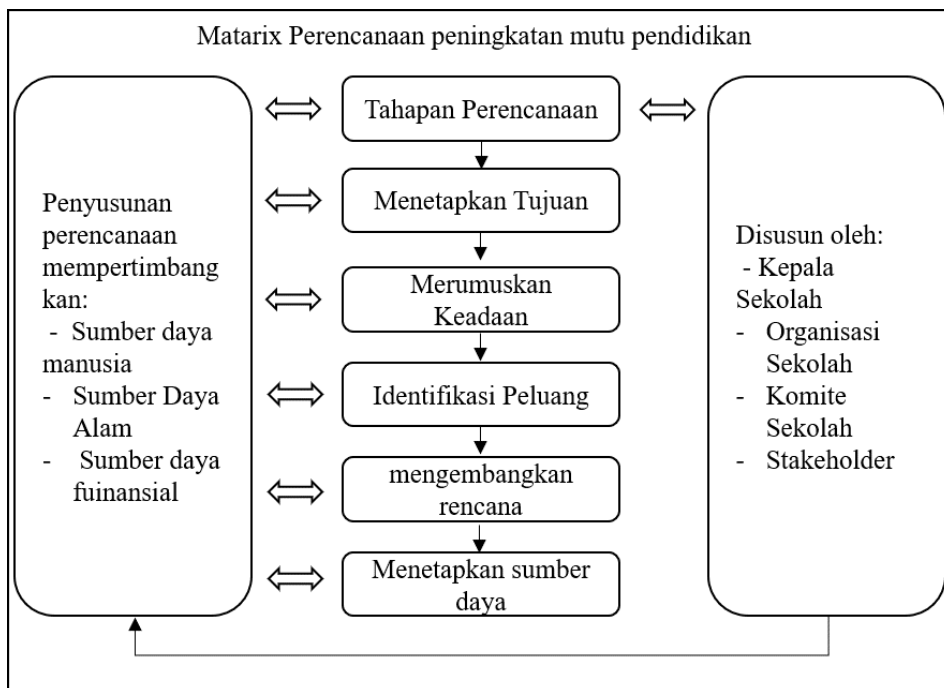 Matarix Perencanaan peningkatan mutu pendidikan
Penyusunan
perencanaan
mempertimbang
kan:
- Sumber daya
manusia
- Sumber Daya
Alam
- Sumber daya
fuinansial
Tahapan Perencanaan
Menetapkan Tujuan
Merumuskan
Keadaan
Identifikasi Peluang
mengembangkan
rencana
Menetapkan sumber
daya
Disusun oleh:
- Kepala
Sekolah
- Organisasi
Sekolah
- Komite
Sekolah
- Stakeholder